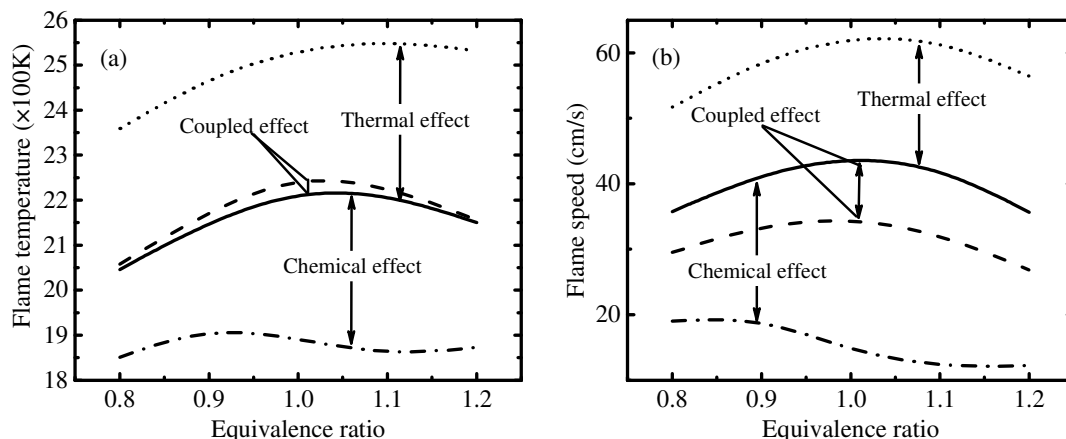 (a)
Flame temperature (×100K)
26
25
24
23
22
21
20
19
18
Coupled effect
Thermal effect
Chemical effect
0.8 0.9 1.0 1.1 1.2
Equivalence ratio
(b)
Flame speed (cm/s)
60
40
20
Coupled effect
Thermal effect
Chemical effect
0.8 0.9 1.0 1.1 1.2
Equivalence ratio